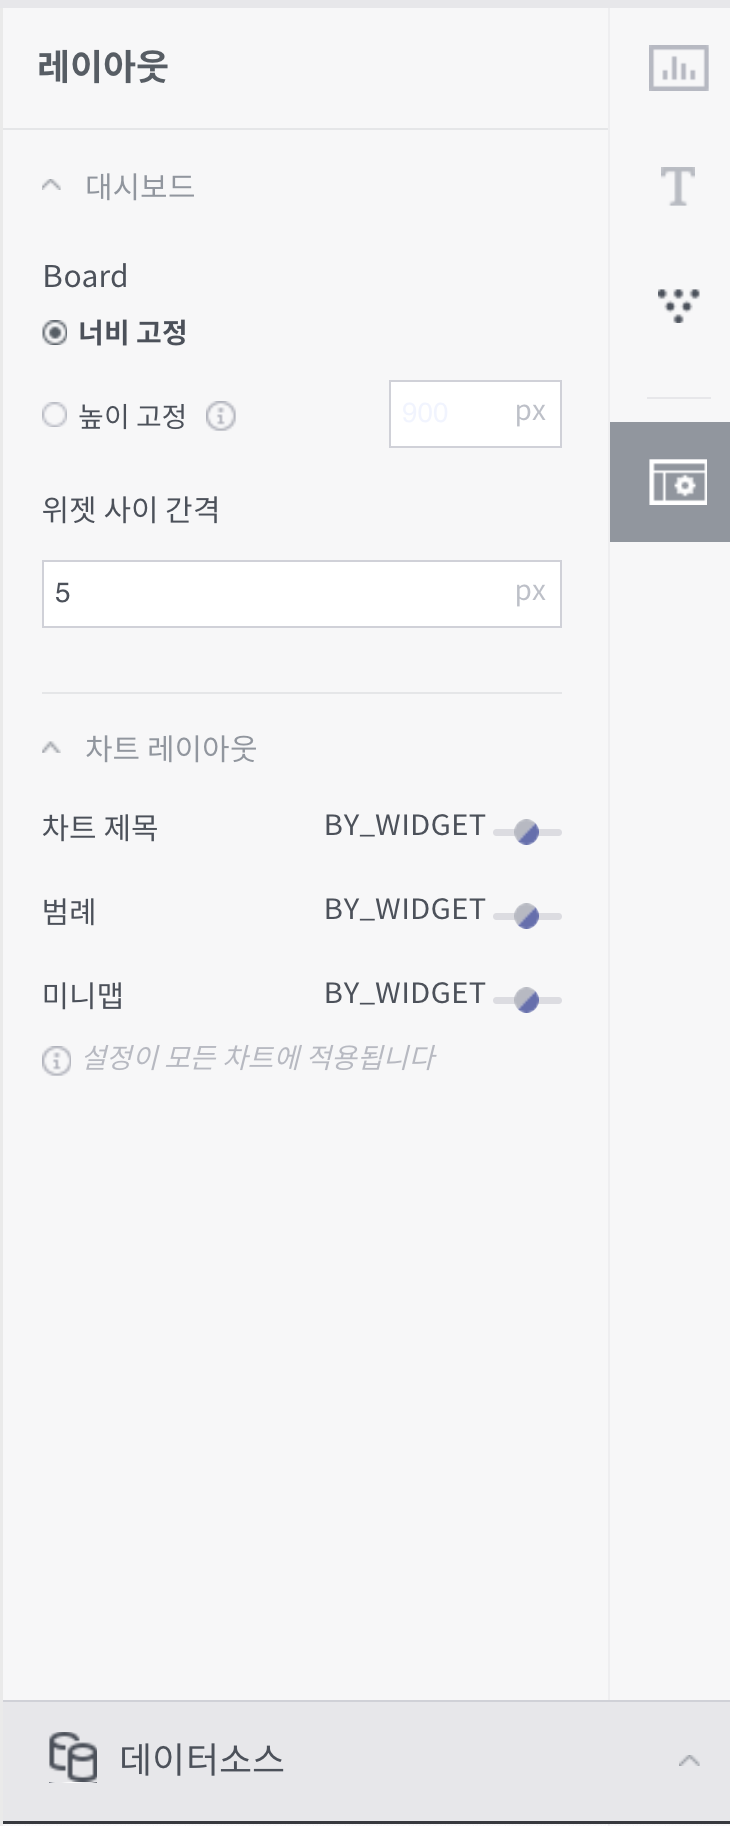 레이아웃
대시보드
Board
너비 고정
높이 고정 900 px
위젯 사이 간격
5 px
차트 레이아웃
차트 제목 BY_WIDGET
범례 BY_WIDGET
미니맵 BY_WIDGET
설정이 모든 차트에 적용됩니다
데이터소스